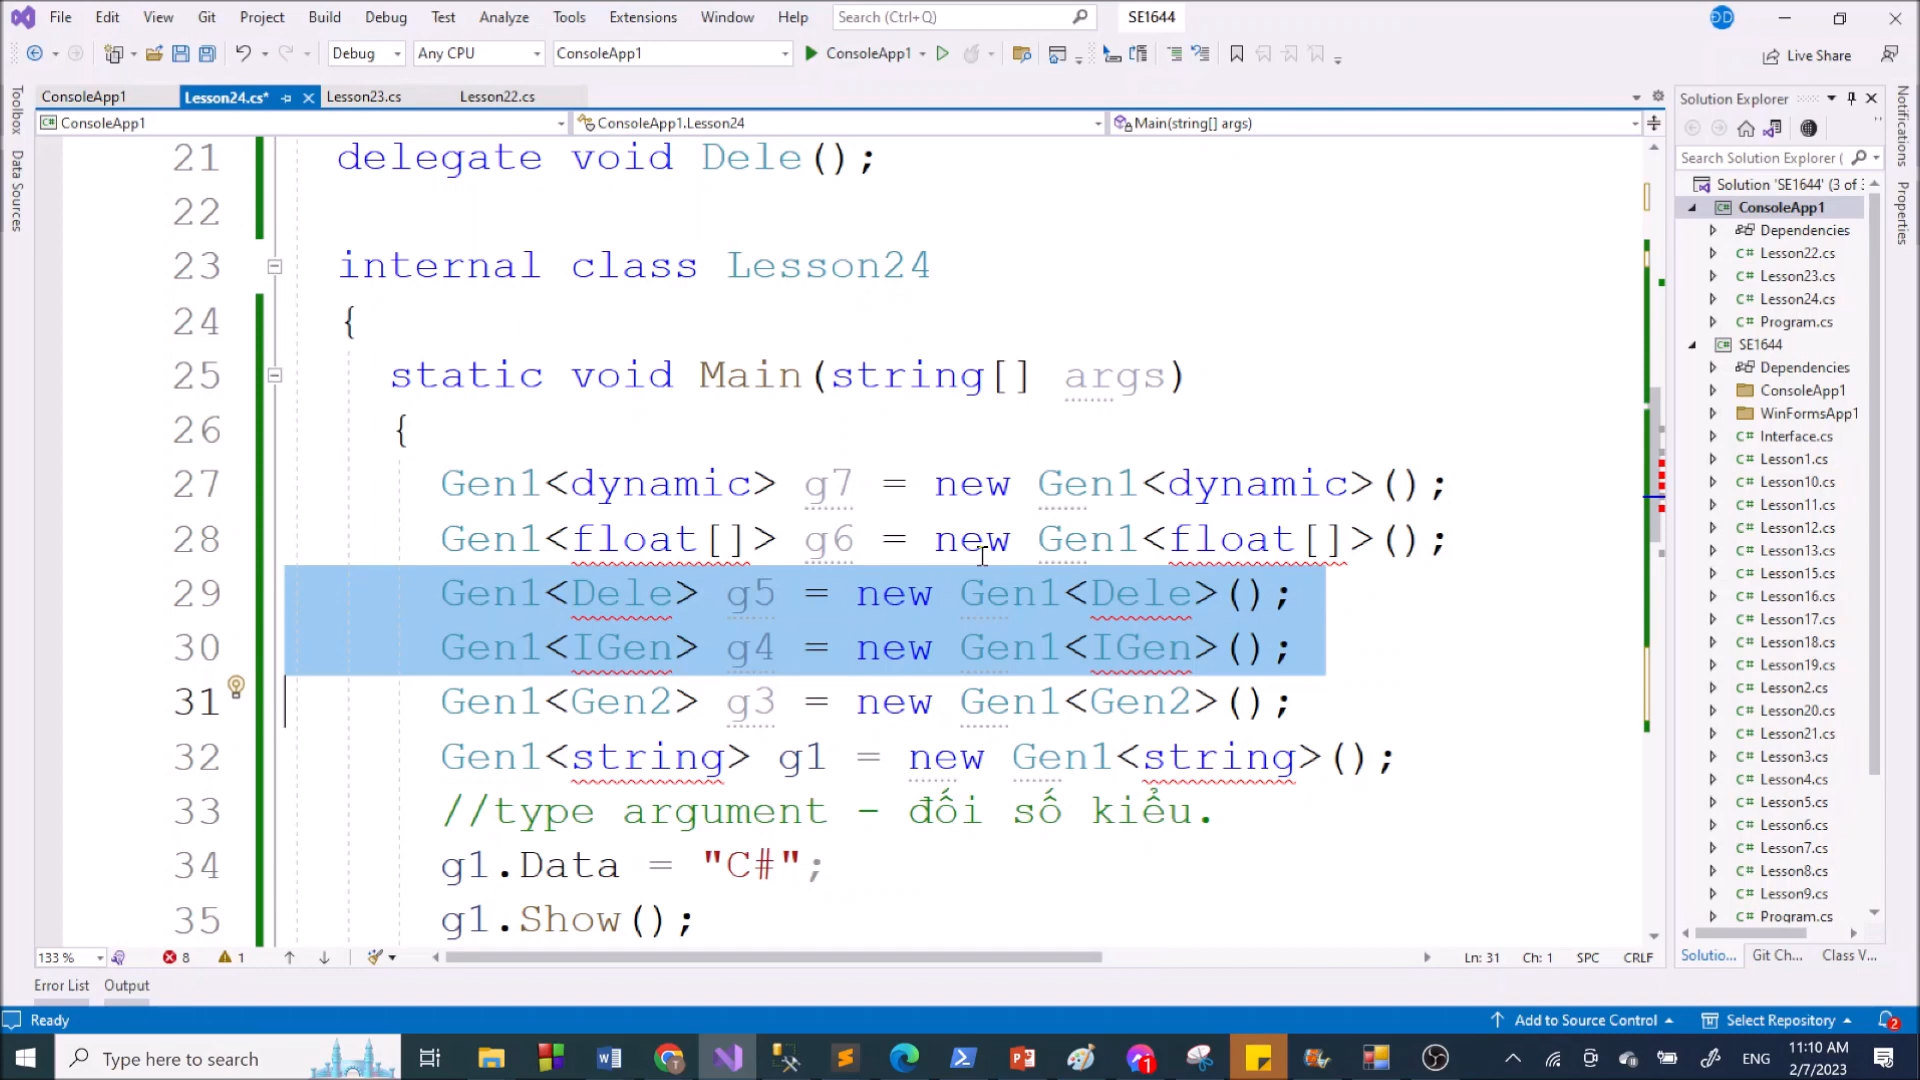 File Edit View Git Project Build Debug Test Analyze Tools Extensions Window Help Search (Ctrl+Q) SE1644
Debug Any CPU ConsoleApp1 ConsoleApp1 Live Share
ConsoleApp1 Lesson24.cs* Lesson23.cs Lesson22.cs
ConsoleApp1 ConsoleApp1.Lesson24 Main(string[] args)
Toolbox
Data Sources
21 delegate void Dele();
22
23 internal class Lesson24
24 {
25 static void Main(string[] args)
26 {
27 Gen1<dynamic> g7 = new Gen1<dynamic>();
28 Gen1<float[]> g6 = new Gen1<float[]>();
29 Gen1<Dele> g5 = new Gen1<Dele>();
30 Gen1<IGen> g4 = new Gen1<IGen>();
31 Gen1<Gen2> g3 = new Gen1<Gen2>();
32 Gen1<string> g1 = new Gen1<string>();
33 //type argument - đối số kiểu.
34 g1.Data = "C#";
35 g1.Show();
133 % 8 1 Ln: 31 Ch: 1 SPC CRLF
Error List Output
Solution Explorer
Search Solution Explorer (
Solution 'SE1644' (3 of :
C# ConsoleApp1
Dependencies
C# Lesson22.cs
C# Lesson23.cs
C# Lesson24.cs
C# Program.cs
C# SE1644
Dependencies
ConsoleApp1
WinFormsApp1
C# Interface.cs
C# Lesson1.cs
C# Lesson10.cs
C# Lesson11.cs
C# Lesson12.cs
C# Lesson13.cs
C# Lesson15.cs
C# Lesson16.cs
C# Lesson17.cs
C# Lesson18.cs
C# Lesson19.cs
C# Lesson2.cs
C# Lesson20.cs
C# Lesson21.cs
C# Lesson3.cs
C# Lesson4.cs
C# Lesson5.cs
C# Lesson6.cs
C# Lesson7.cs
C# Lesson8.cs
C# Lesson9.cs
C# Program.cs
Solutio... Git Ch... Class V...
Notifications
Properties
Ready Add to Source Control Select Repository 2
Type here to search ENG 11:10 AM
2/7/2023